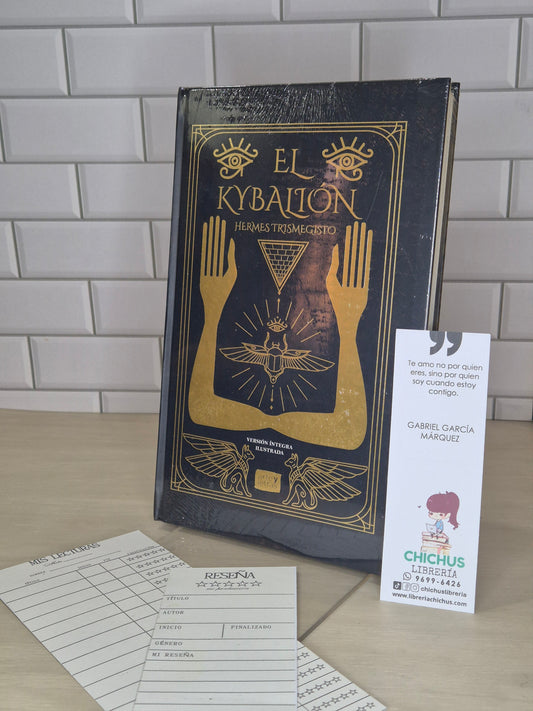 EL
KYBALIÓN
HERMES TRISMEGISTO
VERSIÓN ÍNTEGRA
ILUSTRADA
Te amo no por quien
eres, sino por quien
soy cuando estoy
contigo.
GABRIEL GARCÍA
MÁRQUEZ
CHICHUS
LIBRERÍA
9699-6426
chichuslibreria
www.libreriachichus.com
MIS LECTURAS
RESEÑA
TÍTULO
AUTOR
INICIO
FINALIZADO
GÉNERO
MI RESEÑA